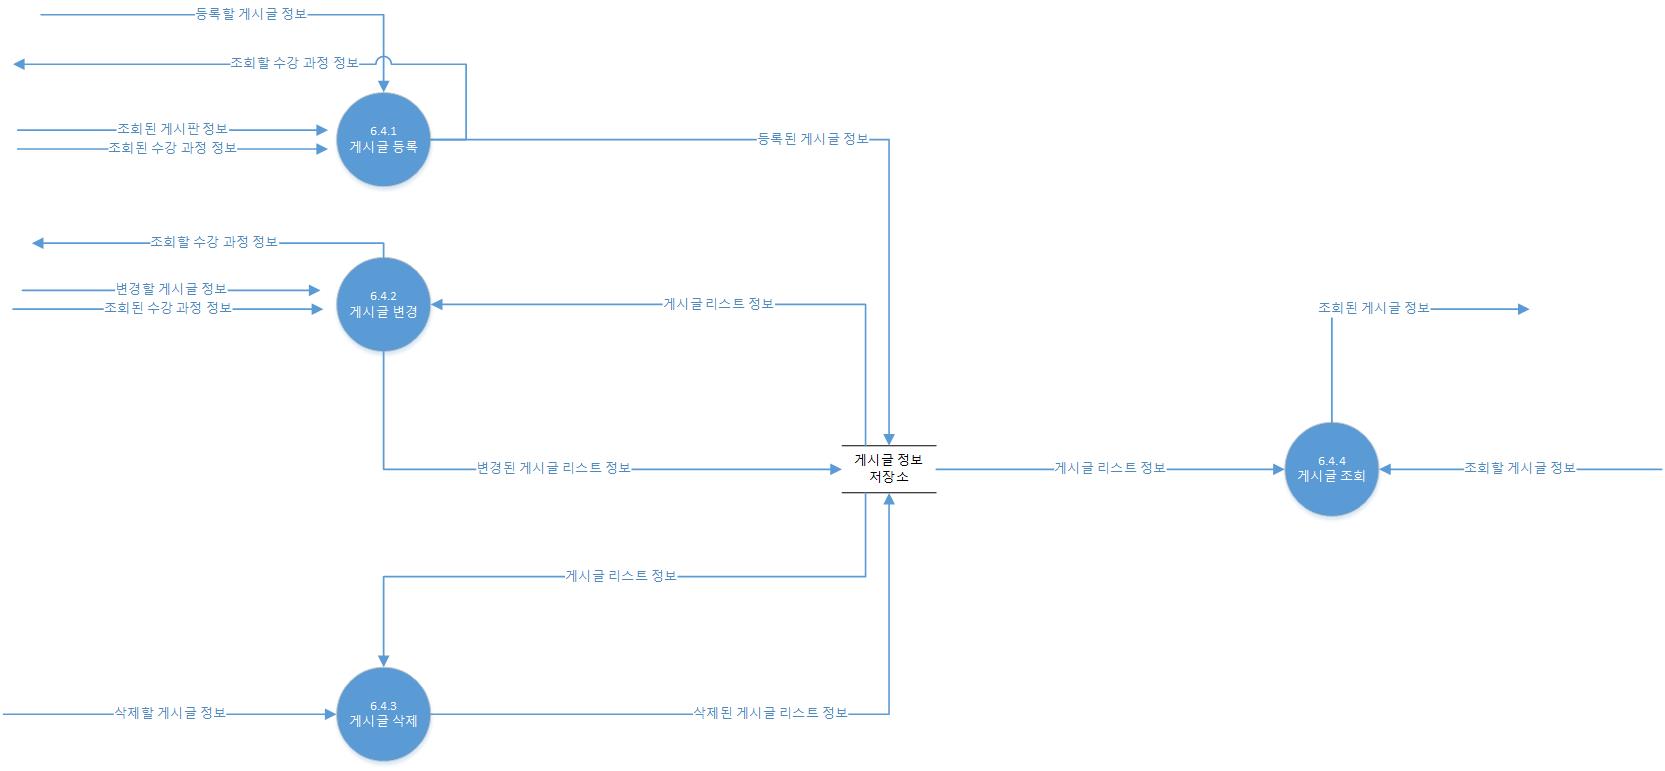 등록할 게시글 정보
조회할 수강 과정 정보
조회된 게시판 정보
조회된 수강 과정 정보
6.4.1
게시글 등록
등록된 게시글 정보
조회할 수강 과정 정보
변경할 게시글 정보
조회된 수강 과정 정보
6.4.2
게시글 변경
게시글 리스트 정보
조회된 게시글 정보
변경된 게시글 리스트 정보
게시글 정보
저장소
게시글 리스트 정보
6.4.4
게시글 조회
조회할 게시글 정보
게시글 리스트 정보
삭제할 게시글 정보
6.4.3
게시글 삭제
삭제된 게시글 리스트 정보